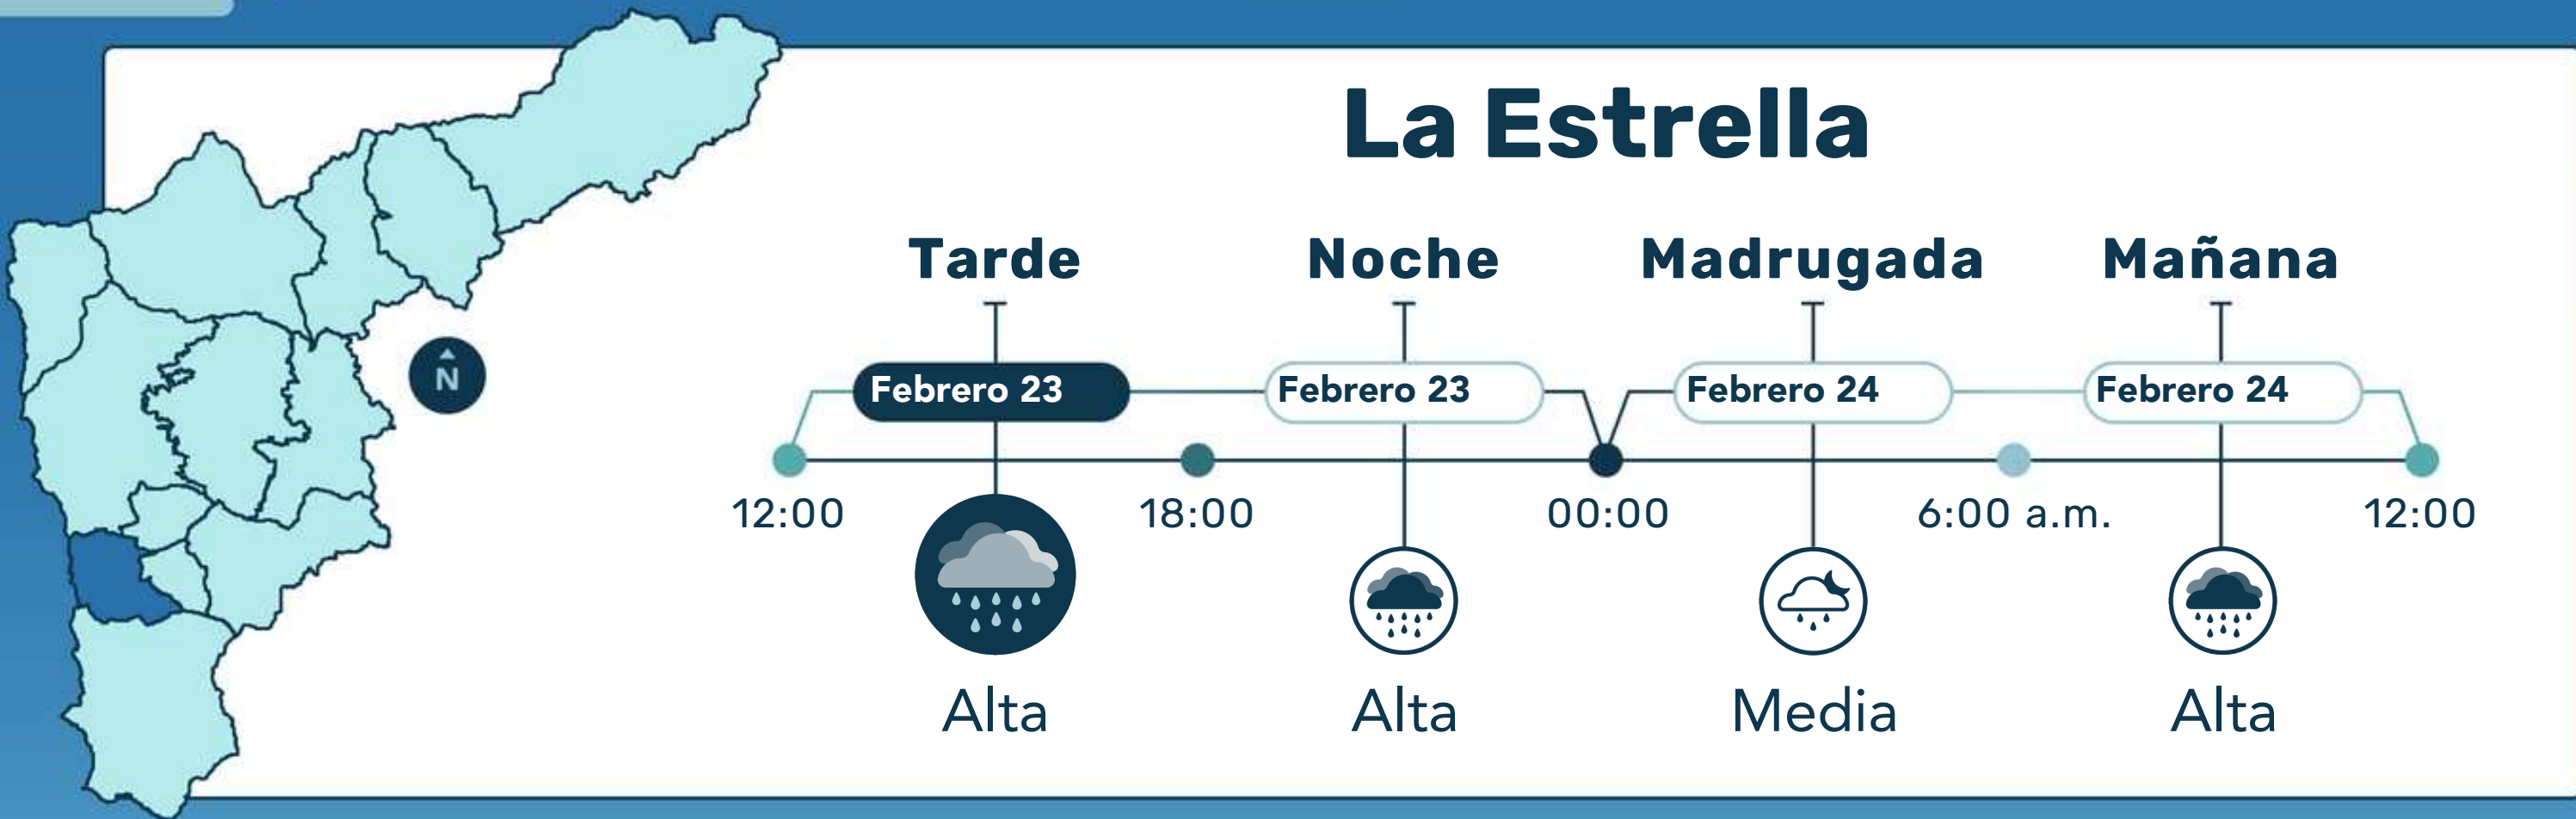 La Estrella
Tarde Noche Madrugada Mañana
Febrero 23 Febrero 23 Febrero 24 Febrero 24
N
12:00 18:00 00:00 6:00 a.m. 12:00
Alta Alta Media Alta